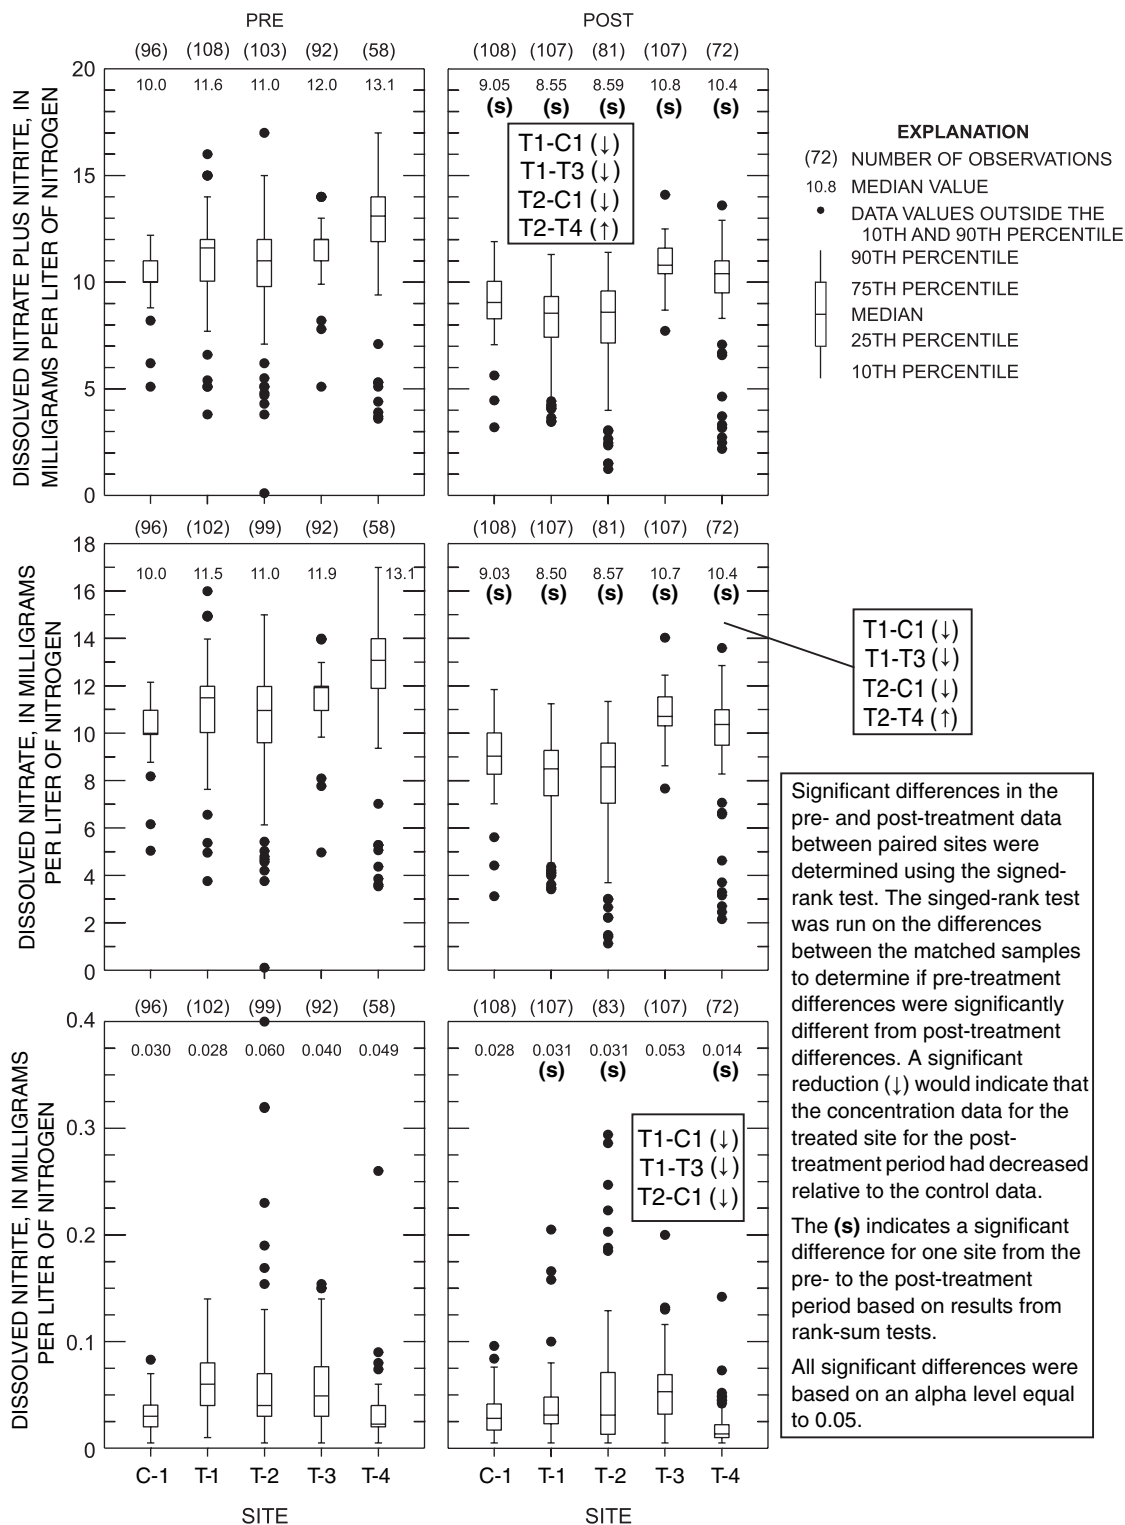 PRE
POST
(96) (108) (103) (92) (58)
(108) (107) (81) (107) (72)
DISSOLVED NITRATE PLUS NITRITE, IN
MILLIGRAMS PER LITER OF NITROGEN
20
15
10
5
0
10.0 11.6 11.0 12.0 13.1
9.05 8.55 8.59 10.8 10.4
(s) (s) (s) (s) (s)
T1-C1 (↓)
T1-T3 (↓)
T2-C1 (↓)
T2-T4 (↑)
EXPLANATION
(72) NUMBER OF OBSERVATIONS
10.8 MEDIAN VALUE
DATA VALUES OUTSIDE THE
10TH AND 90TH PERCENTILE
90TH PERCENTILE
75TH PERCENTILE
MEDIAN
25TH PERCENTILE
10TH PERCENTILE
(96) (102) (99) (92) (58)
(108) (107) (81) (107) (72)
DISSOLVED NITRATE, IN MILLIGRAMS
PER LITER OF NITROGEN
18
16
14
12
10
8
6
4
2
0
10.0 11.5 11.0 11.9 13.1
9.03 8.50 8.57 10.7 10.4
(s) (s) (s) (s) (s)
T1-C1 (↓)
T1-T3 (↓)
T2-C1 (↓)
T2-T4 (↑)
(96) (102) (99) (92) (58)
(108) (107) (83) (107) (72)
DISSOLVED NITRITE, IN MILLIGRAMS
PER LITER OF NITROGEN
0.4
0.3
0.2
0.1
0
0.030 0.028 0.060 0.040 0.049
0.028 0.031 0.031 0.053 0.014
(s) (s) (s)
T1-C1 (↓)
T1-T3 (↓)
T2-C1 (↓)
C-1 T-1 T-2 T-3 T-4
C-1 T-1 T-2 T-3 T-4
SITE
SITE
Significant differences in the
pre- and post-treatment data
between paired sites were
determined using the signed-
rank test. The singed-rank test
was run on the differences
between the matched samples
to determine if pre-treatment
differences were significantly
different from post-treatment
differences. A significant
reduction (↓) would indicate that
the concentration data for the
treated site for the post-
treatment period had decreased
relative to the control data.
The (s) indicates a significant
difference for one site from the
pre- to the post-treatment
period based on results from
rank-sum tests.
All significant differences were
based on an alpha level equal
to 0.05.